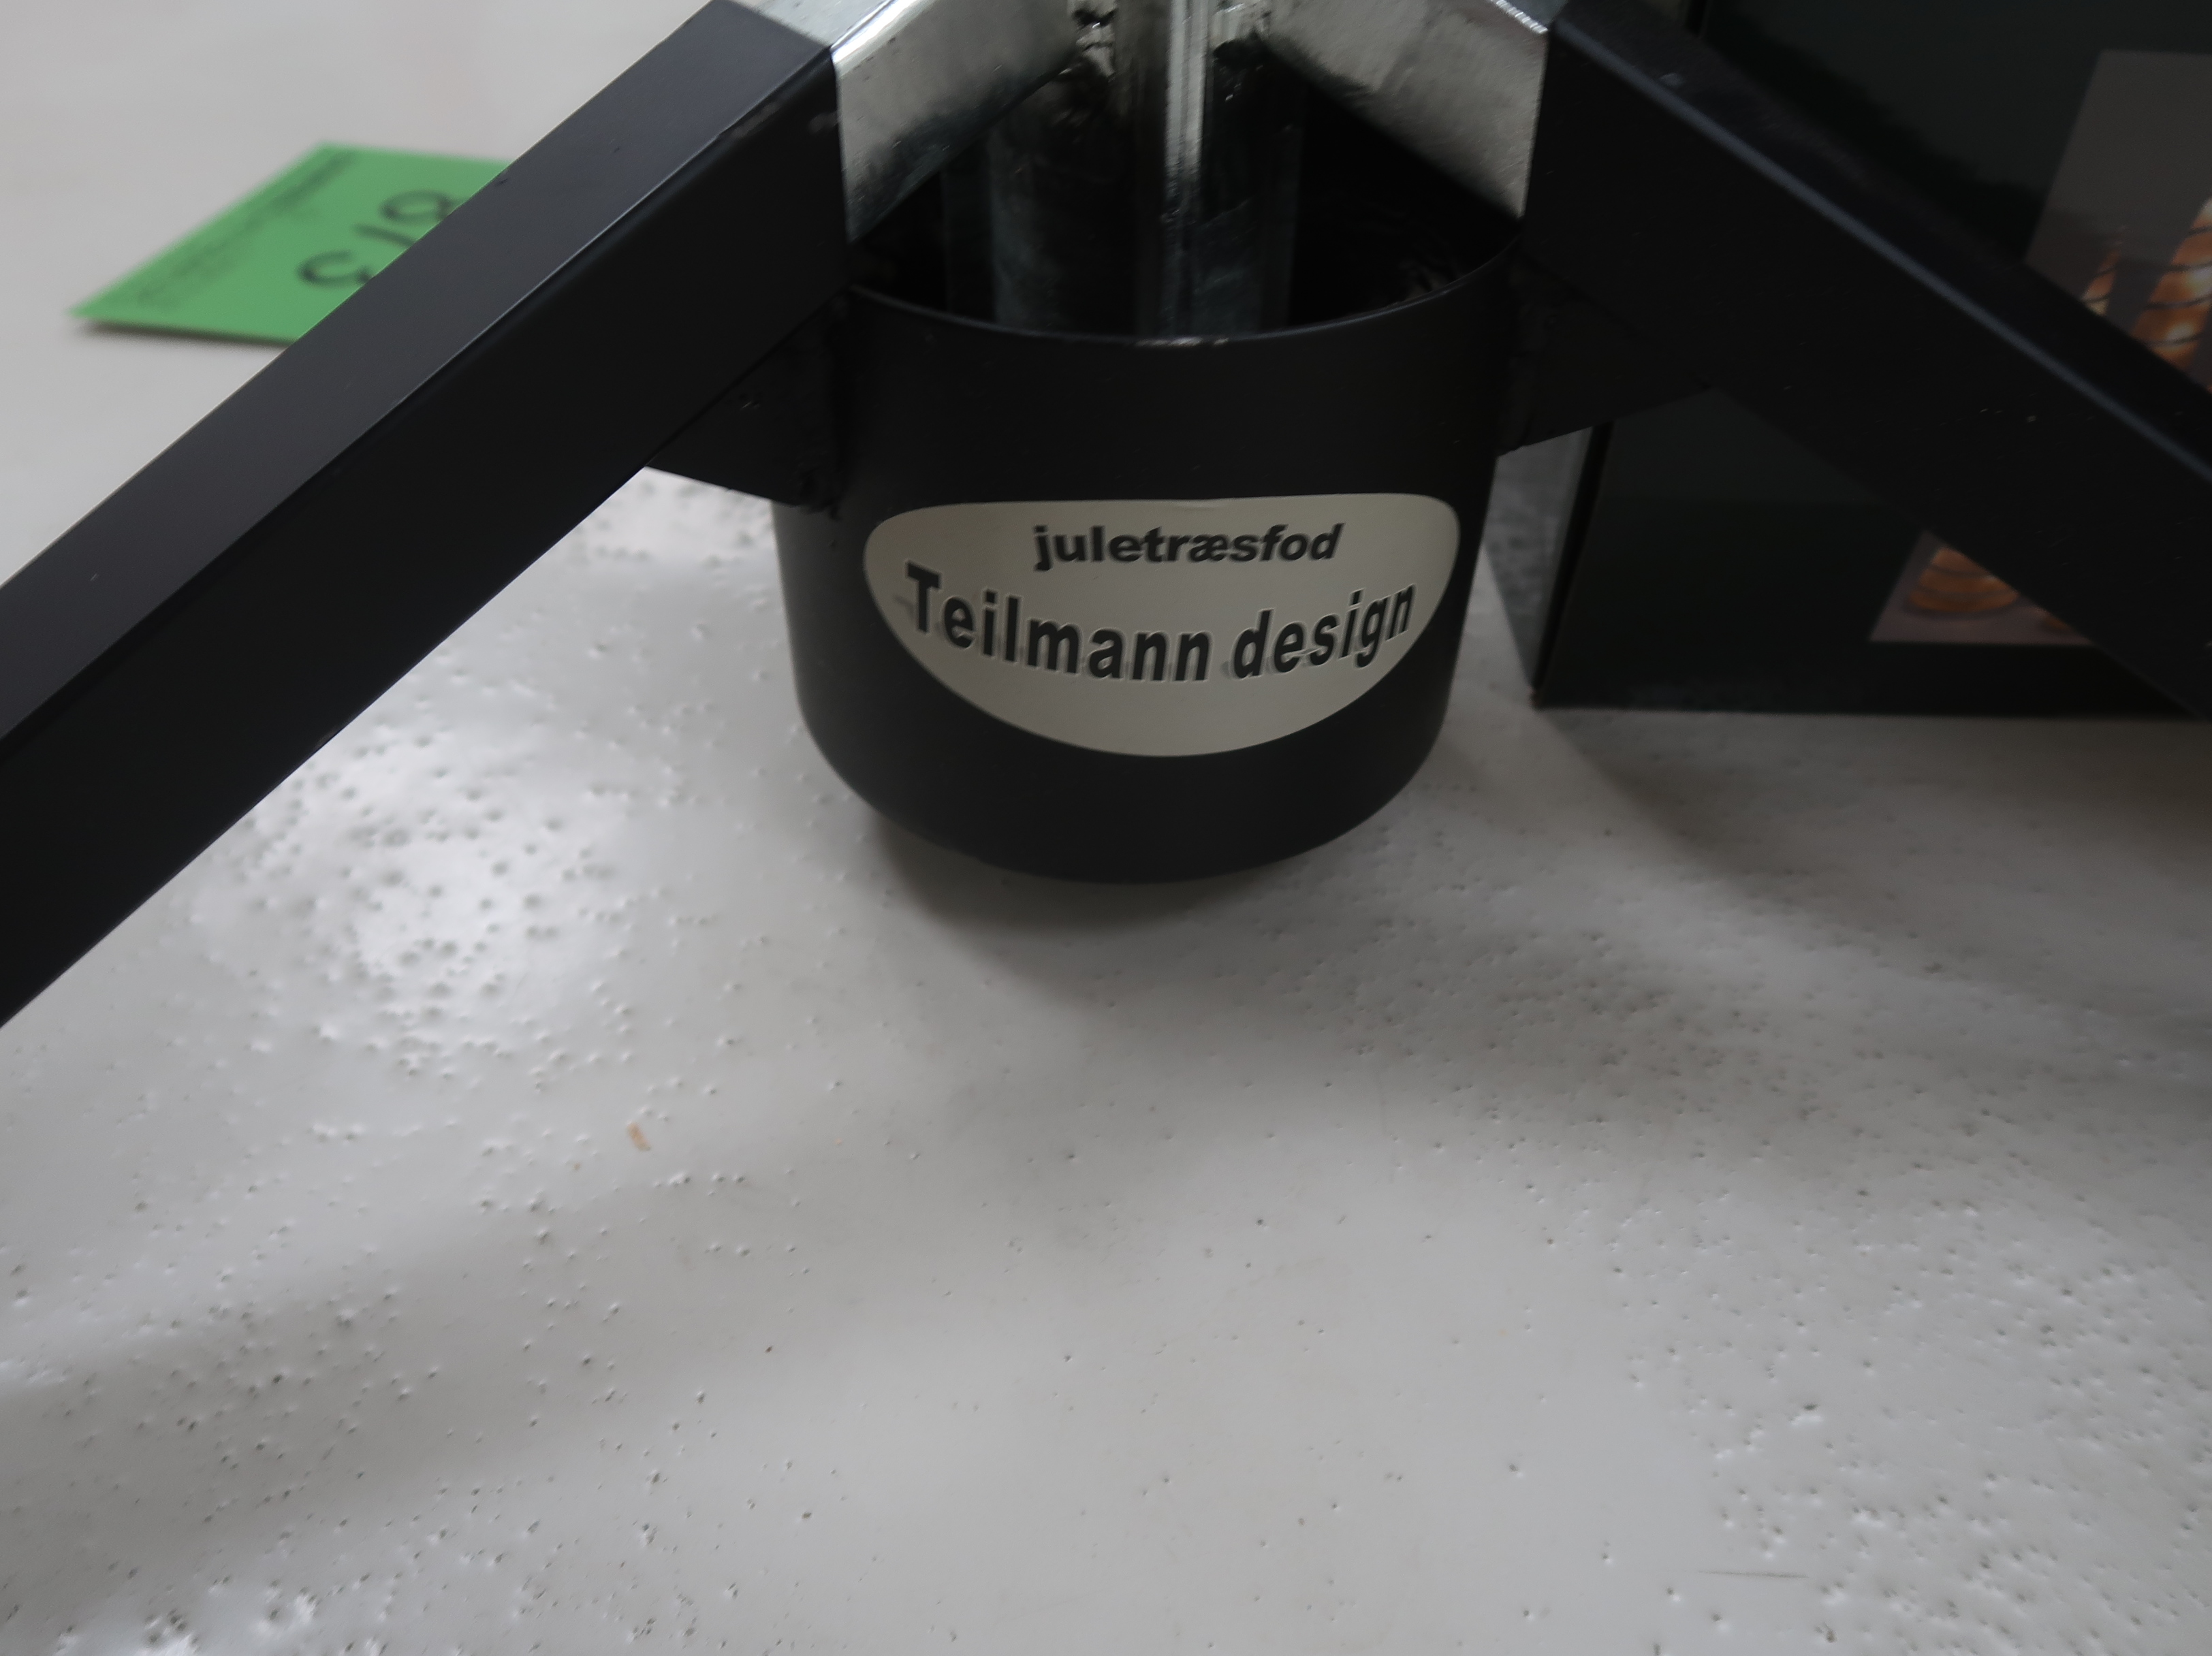 juletræsfod
Teilmann design